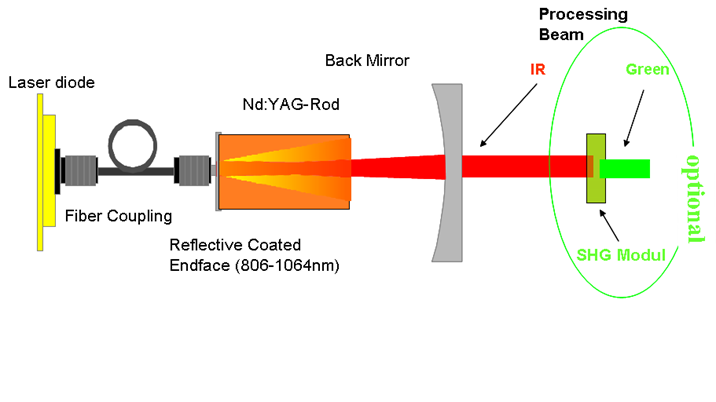 Processing
Beam
Back Mirror
IR
Green
Laser diode
Nd:YAG-Rod
optional
Fiber Coupling
Reflective Coated
Endface (806-1064nm)
SHG Modul